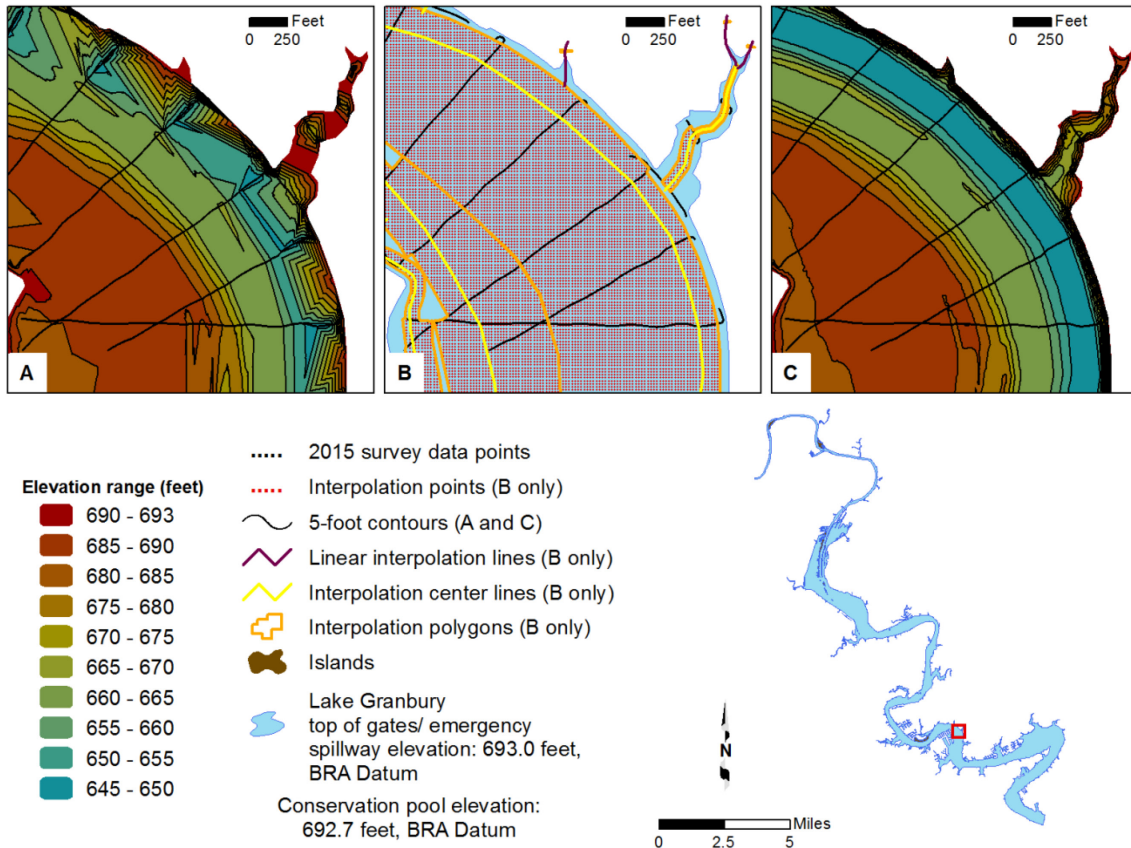 Feet
0 250
A
Feet
0 250
B
Feet
0 250
C
Elevation range (feet)
690 - 693
685 - 690
680 - 685
675 - 680
670 - 675
665 - 670
660 - 665
655 - 660
650 - 655
645 - 650
2015 survey data points
Interpolation points (B only)
5-foot contours (A and C)
Linear interpolation lines (B only)
Interpolation center lines (B only)
Interpolation polygons (B only)
Islands
Lake Granbury
top of gates/ emergency
spillway elevation: 693.0 feet,
BRA Datum
Conservation pool elevation:
692.7 feet, BRA Datum
N
Miles
0 2.5 5